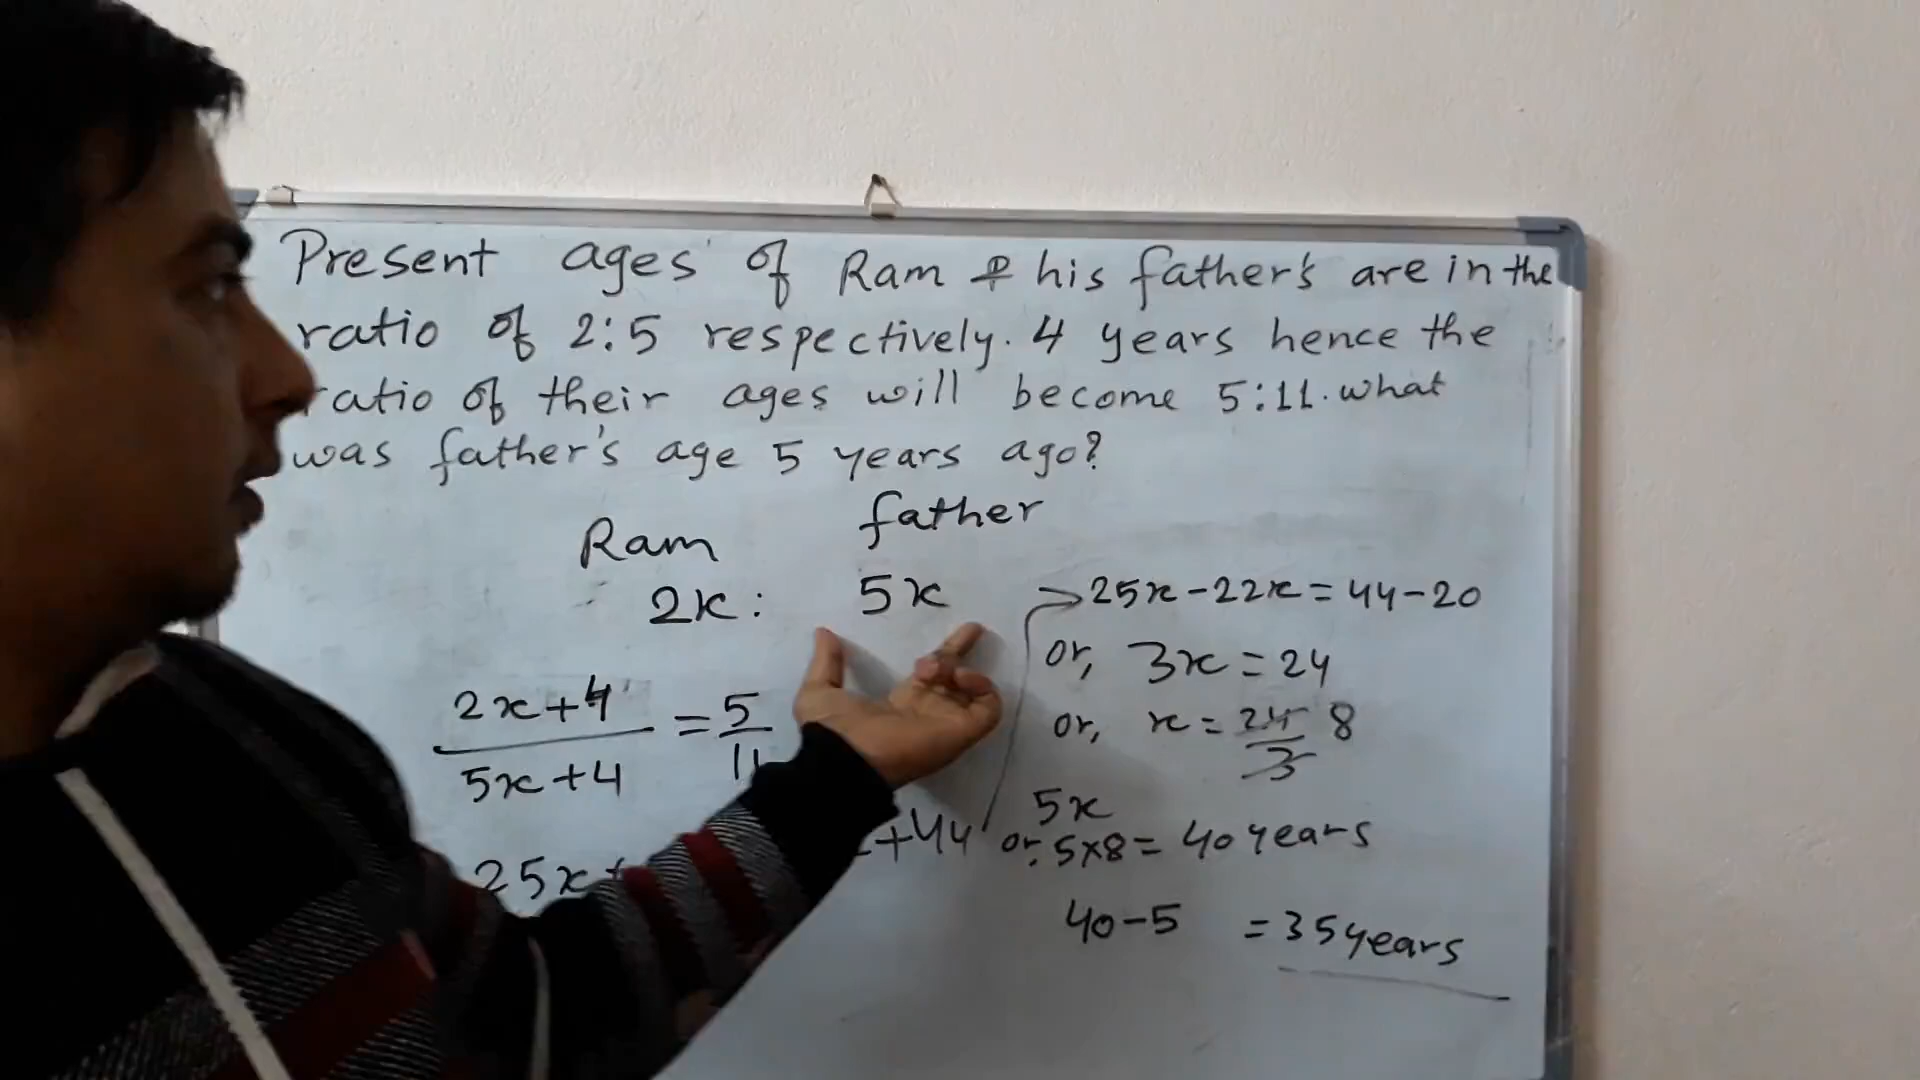 Present ages of Ram & his father's are in the
ratio of 2:5 respectively. 4 years hence the
ratio of their ages will become 5:11. what
was father's age 5 years ago?
Ram father
2x : 5x
2x+4 / 5x+4 = 5 / 11
25x+
+44
25x-22x = 44-20
or, 3x = 24
or, x = 24 / 3 8
5x
or, 5x8 = 40 years
40-5 = 35 years